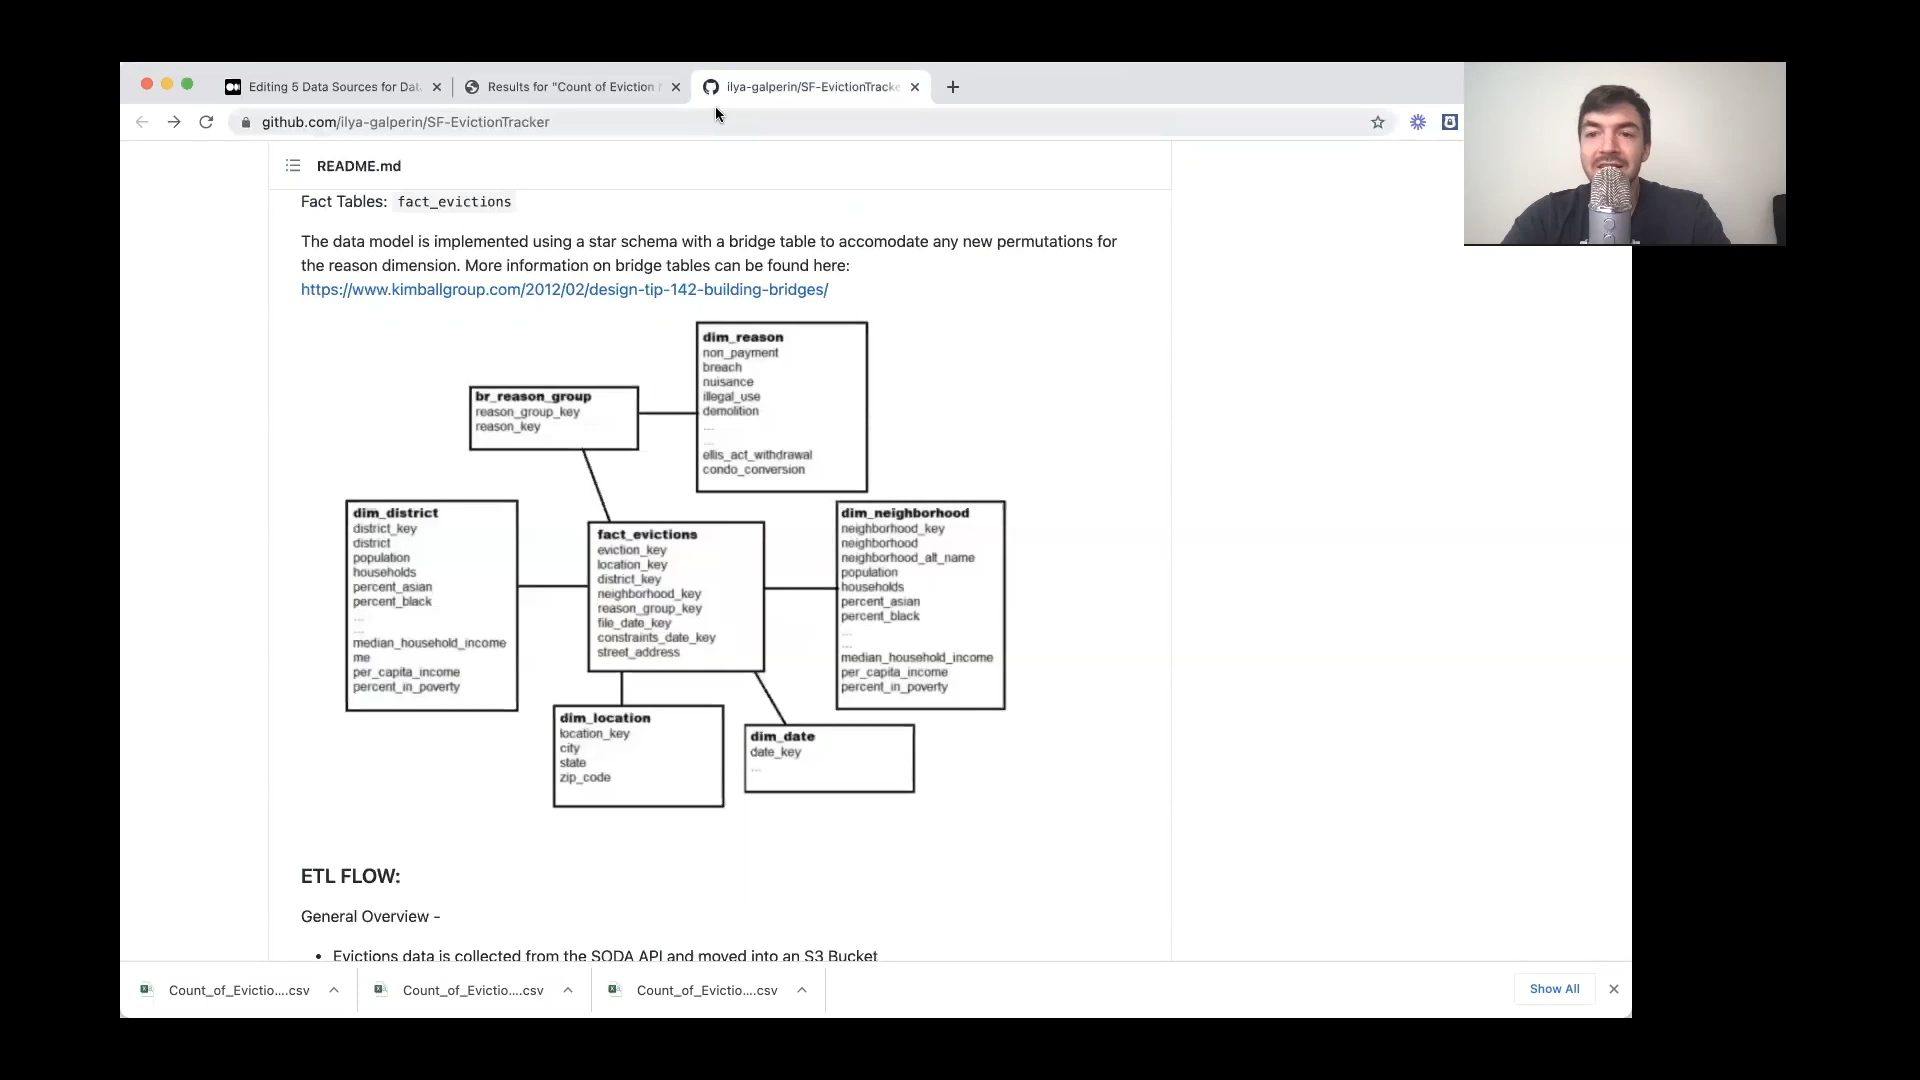 Editing 5 Data Sources for Dat
Results for "Count of Eviction
ilya-galperin/SF-EvictionTracke
github.com/ilya-galperin/SF-EvictionTracker
README.md
Fact Tables: fact_evictions
The data model is implemented using a star schema with a bridge table to accomodate any new permutations for
the reason dimension. More information on bridge tables can be found here:
https://www.kimballgroup.com/2012/02/design-tip-142-building-bridges/
dim_reason
non_payment
breach
nuisance
illegal_use
demolition
...
...
ellis_act_withdrawal
condo_conversion
br_reason_group
reason_group_key
reason_key
dim_district
district_key
district
population
households
percent_asian
percent_black
...
...
median_household_income
me
per_capita_income
percent_in_poverty
fact_evictions
eviction_key
location_key
district_key
neighborhood_key
reason_group_key
file_date_key
constraints_date_key
street_address
dim_neighborhood
neighborhood_key
neighborhood
neighborhood_alt_name
population
households
percent_asian
percent_black
...
...
median_household_income
per_capita_income
percent_in_poverty
dim_location
location_key
city
state
zip_code
dim_date
date_key
...
ETL FLOW:
General Overview -
• Evictions data is collected from the SODA API and moved into an S3 Bucket
Count_of_Evictio....csv
Count_of_Evictio....csv
Count_of_Evictio....csv
Show All